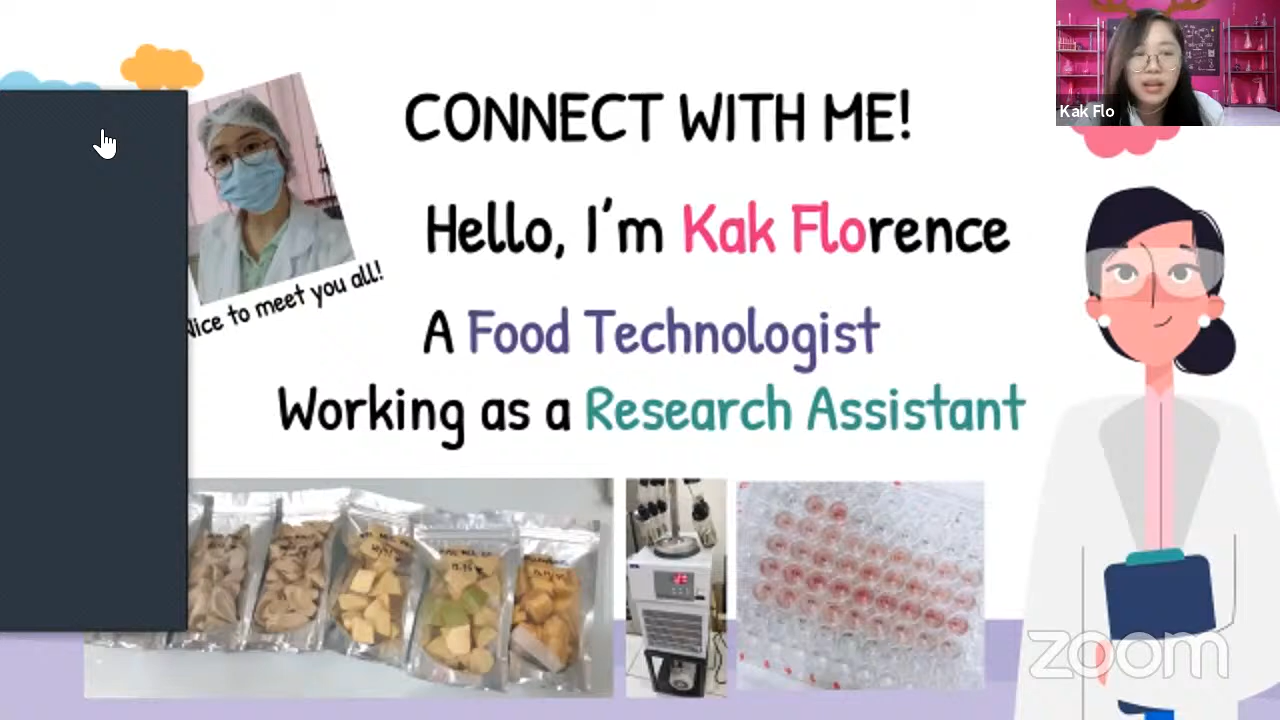 CONNECT WITH ME!
Kak Flo
Hello, I'm Kak Florence
Nice to meet you all!
A Food Technologist
Working as a Research Assistant
zoom